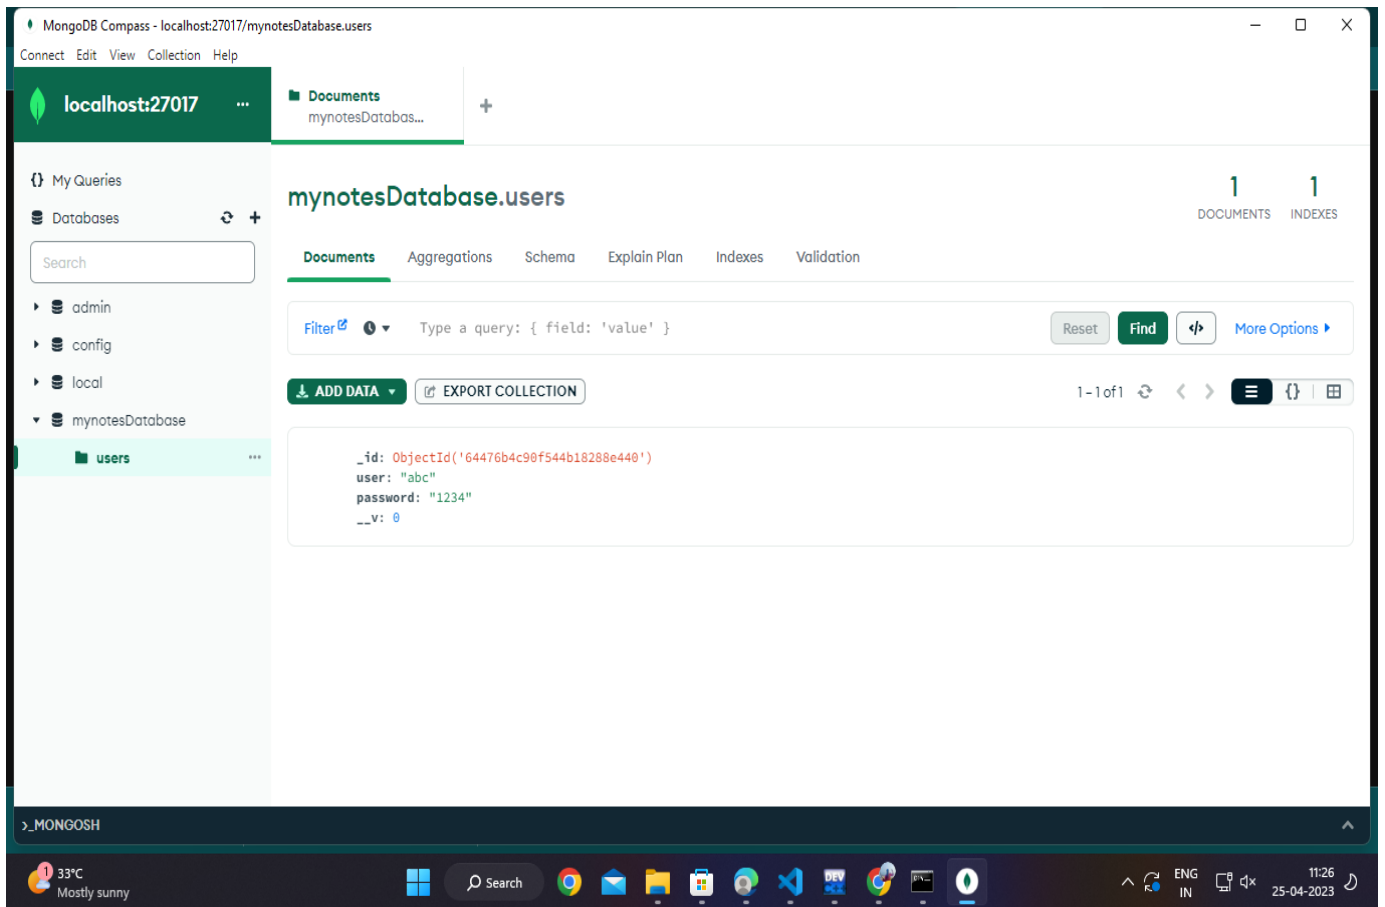 MongoDB Compass - localhost:27017/mynotesDatabase.users
Connect Edit View Collection Help
localhost:27017 ...
Documents
mynotesDatabas...
{} My Queries
Databases
Search
admin
config
local
mynotesDatabase
users ...
mynotesDatabase.users
1
DOCUMENTS
1
INDEXES
Documents Aggregations Schema Explain Plan Indexes Validation
Filter Type a query: { field: 'value' } Reset Find </> More Options
ADD DATA EXPORT COLLECTION 1-1 of 1 {}
_id: ObjectId('64476b4c90f544b18288e440')
user: "abc"
password: "1234"
__v: 0
>_MONGOSH
1
33°C
Mostly sunny
Search
DEV
ENG
IN
11:26
25-04-2023